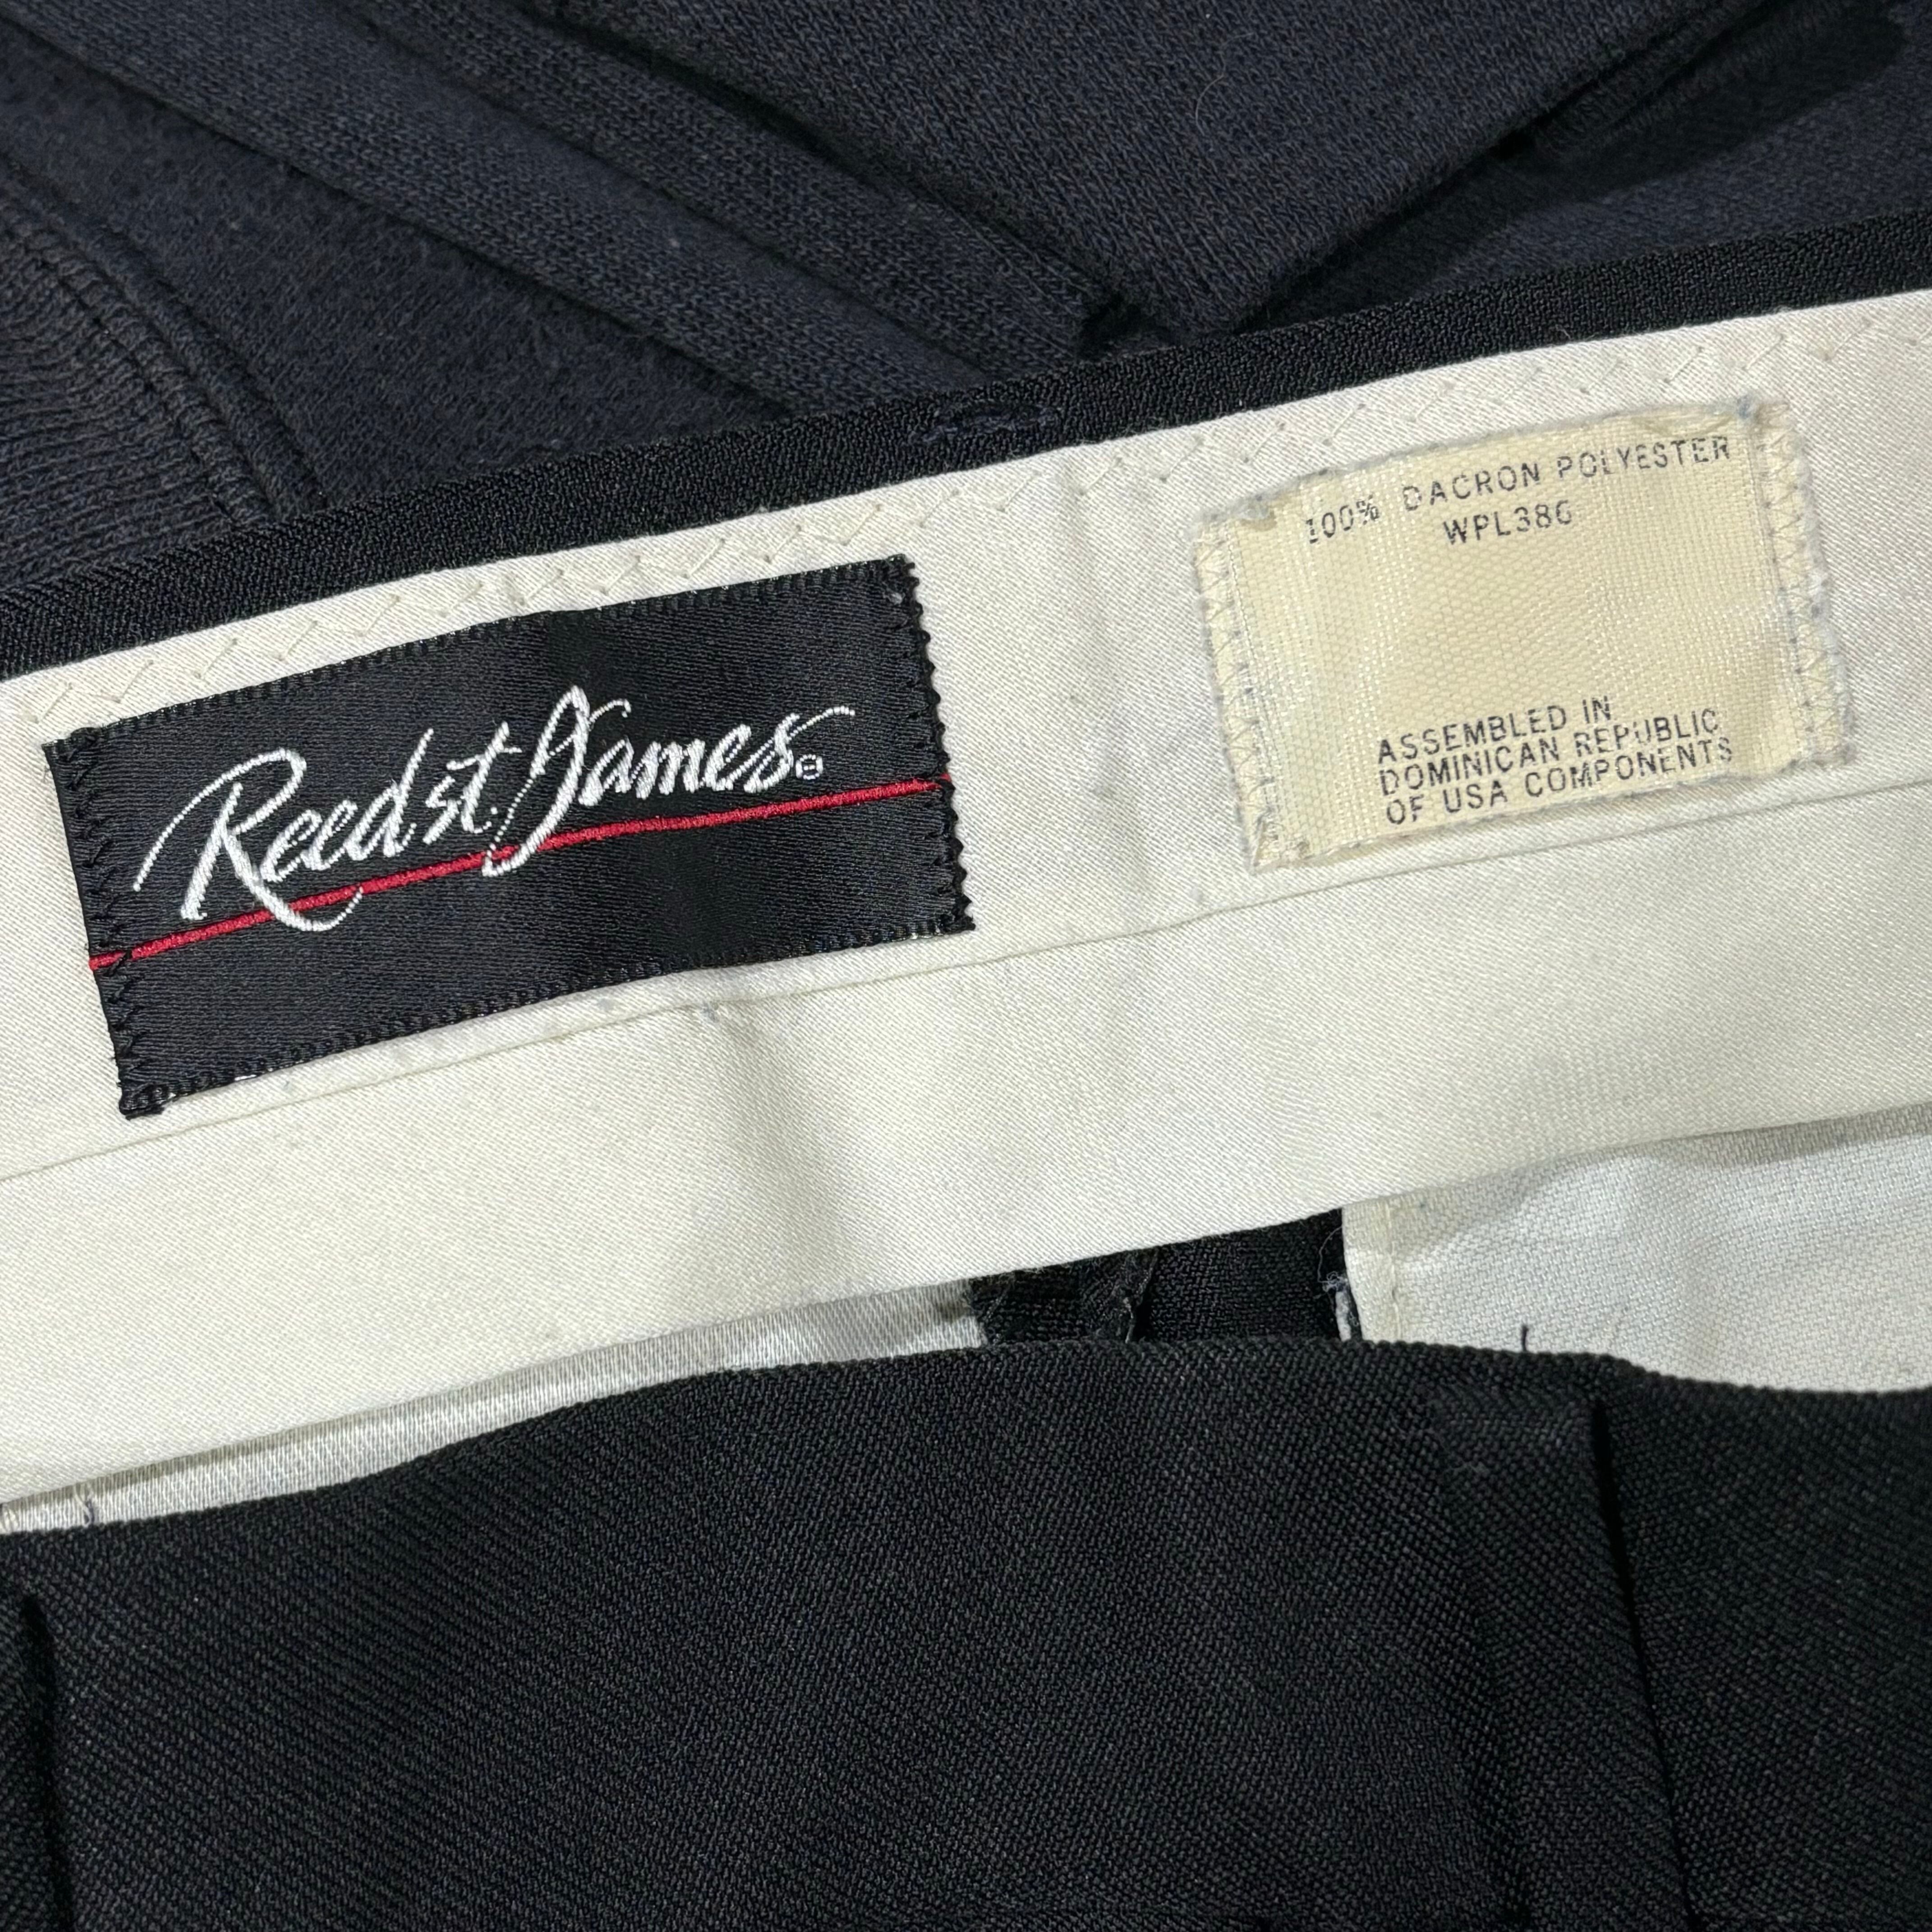 Reed St. James®
100% DACRON POLYESTER
WPL386
ASSEMBLED IN
DOMINICAN REPUBLIC
OF USA COMPONENTS